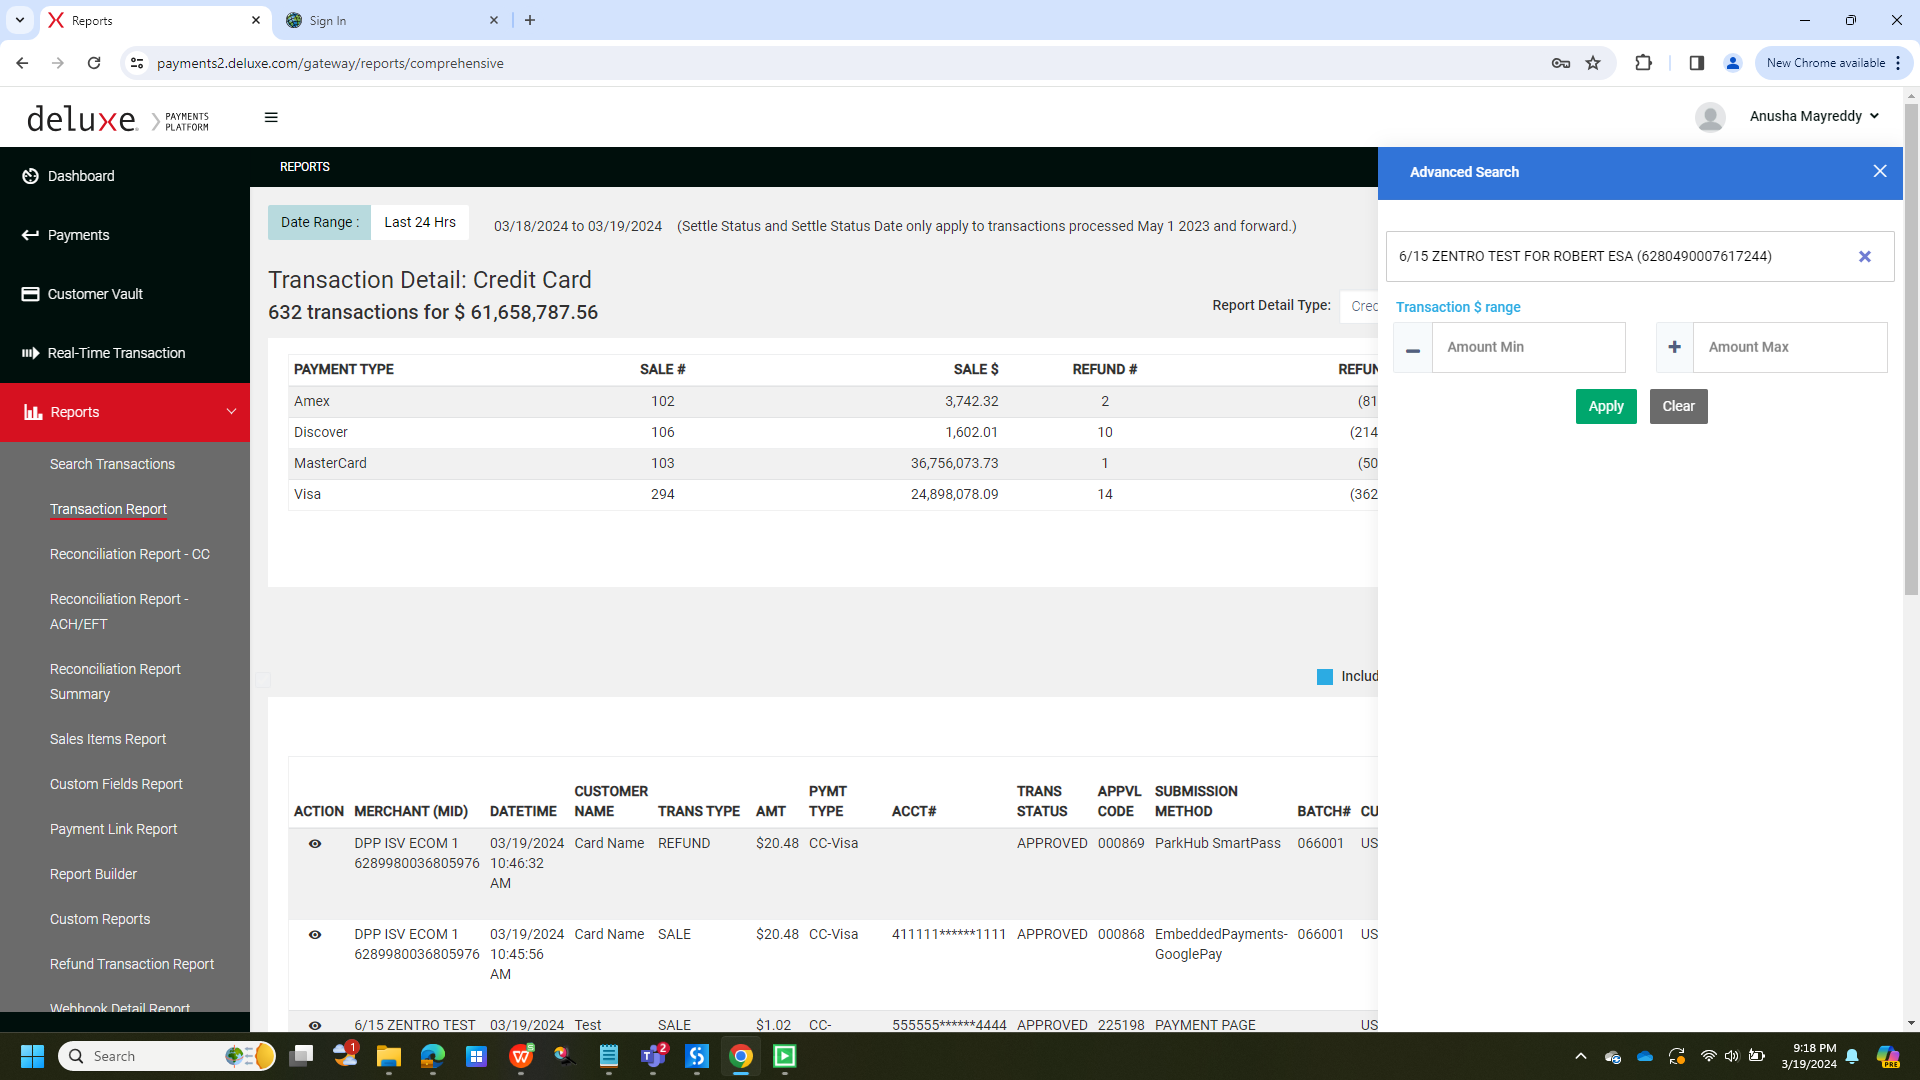 Reports
Sign In
payments2.deluxe.com/gateway/reports/comprehensive
New Chrome available
deluxe. PAYMENTS PLATFORM
Anusha Mayreddy
Dashboard
Payments
Customer Vault
Real-Time Transaction
Reports
Search Transactions
Transaction Report
Reconciliation Report - CC
Reconciliation Report -
ACH/EFT
Reconciliation Report
Summary
Sales Items Report
Custom Fields Report
Payment Link Report
Report Builder
Custom Reports
Refund Transaction Report
Webhook Detail Report
REPORTS
Date Range : Last 24 Hrs 03/18/2024 to 03/19/2024 (Settle Status and Settle Status Date only apply to transactions processed May 1 2023 and forward.)
Transaction Detail: Credit Card
632 transactions for $ 61,658,787.56
Report Detail Type: Cred
PAYMENT TYPE SALE # SALE $ REFUND # REFUN
Amex 102 3,742.32 2 (81
Discover 106 1,602.01 10 (214
MasterCard 103 36,756,073.73 1 (50
Visa 294 24,898,078.09 14 (362
Includ
ACTION MERCHANT (MID) DATETIME CUSTOMER NAME TRANS TYPE AMT PYMT TYPE ACCT# TRANS STATUS APPVL CODE SUBMISSION METHOD BATCH# CU
DPP ISV ECOM 1 03/19/2024 Card Name REFUND $20.48 CC-Visa APPROVED 000869 ParkHub SmartPass 066001 US
6289980036805976 10:46:32
AM
DPP ISV ECOM 1 03/19/2024 Card Name SALE $20.48 CC-Visa 411111******1111 APPROVED 000868 EmbeddedPayments- 066001 US
6289980036805976 10:45:56 GooglePay
AM
6/15 ZENTRO TEST 03/19/2024 Test SALE $1.02 CC- 555555******4444 APPROVED 225198 PAYMENT PAGE US
Advanced Search
6/15 ZENTRO TEST FOR ROBERT ESA (6280490007617244)
Transaction $ range
Amount Min
Amount Max
Apply
Clear
Search
1
2
9:18 PM
3/19/2024
PRE